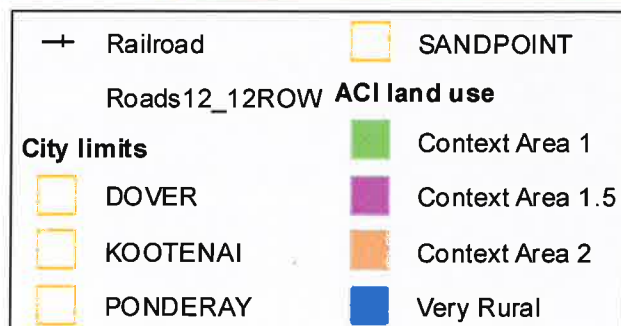 Railroad
Roads12_12ROW
City limits
DOVER
KOOTENAI
PONDERAY
SANDPOINT
ACI land use
Context Area 1
Context Area 1.5
Context Area 2
Very Rural